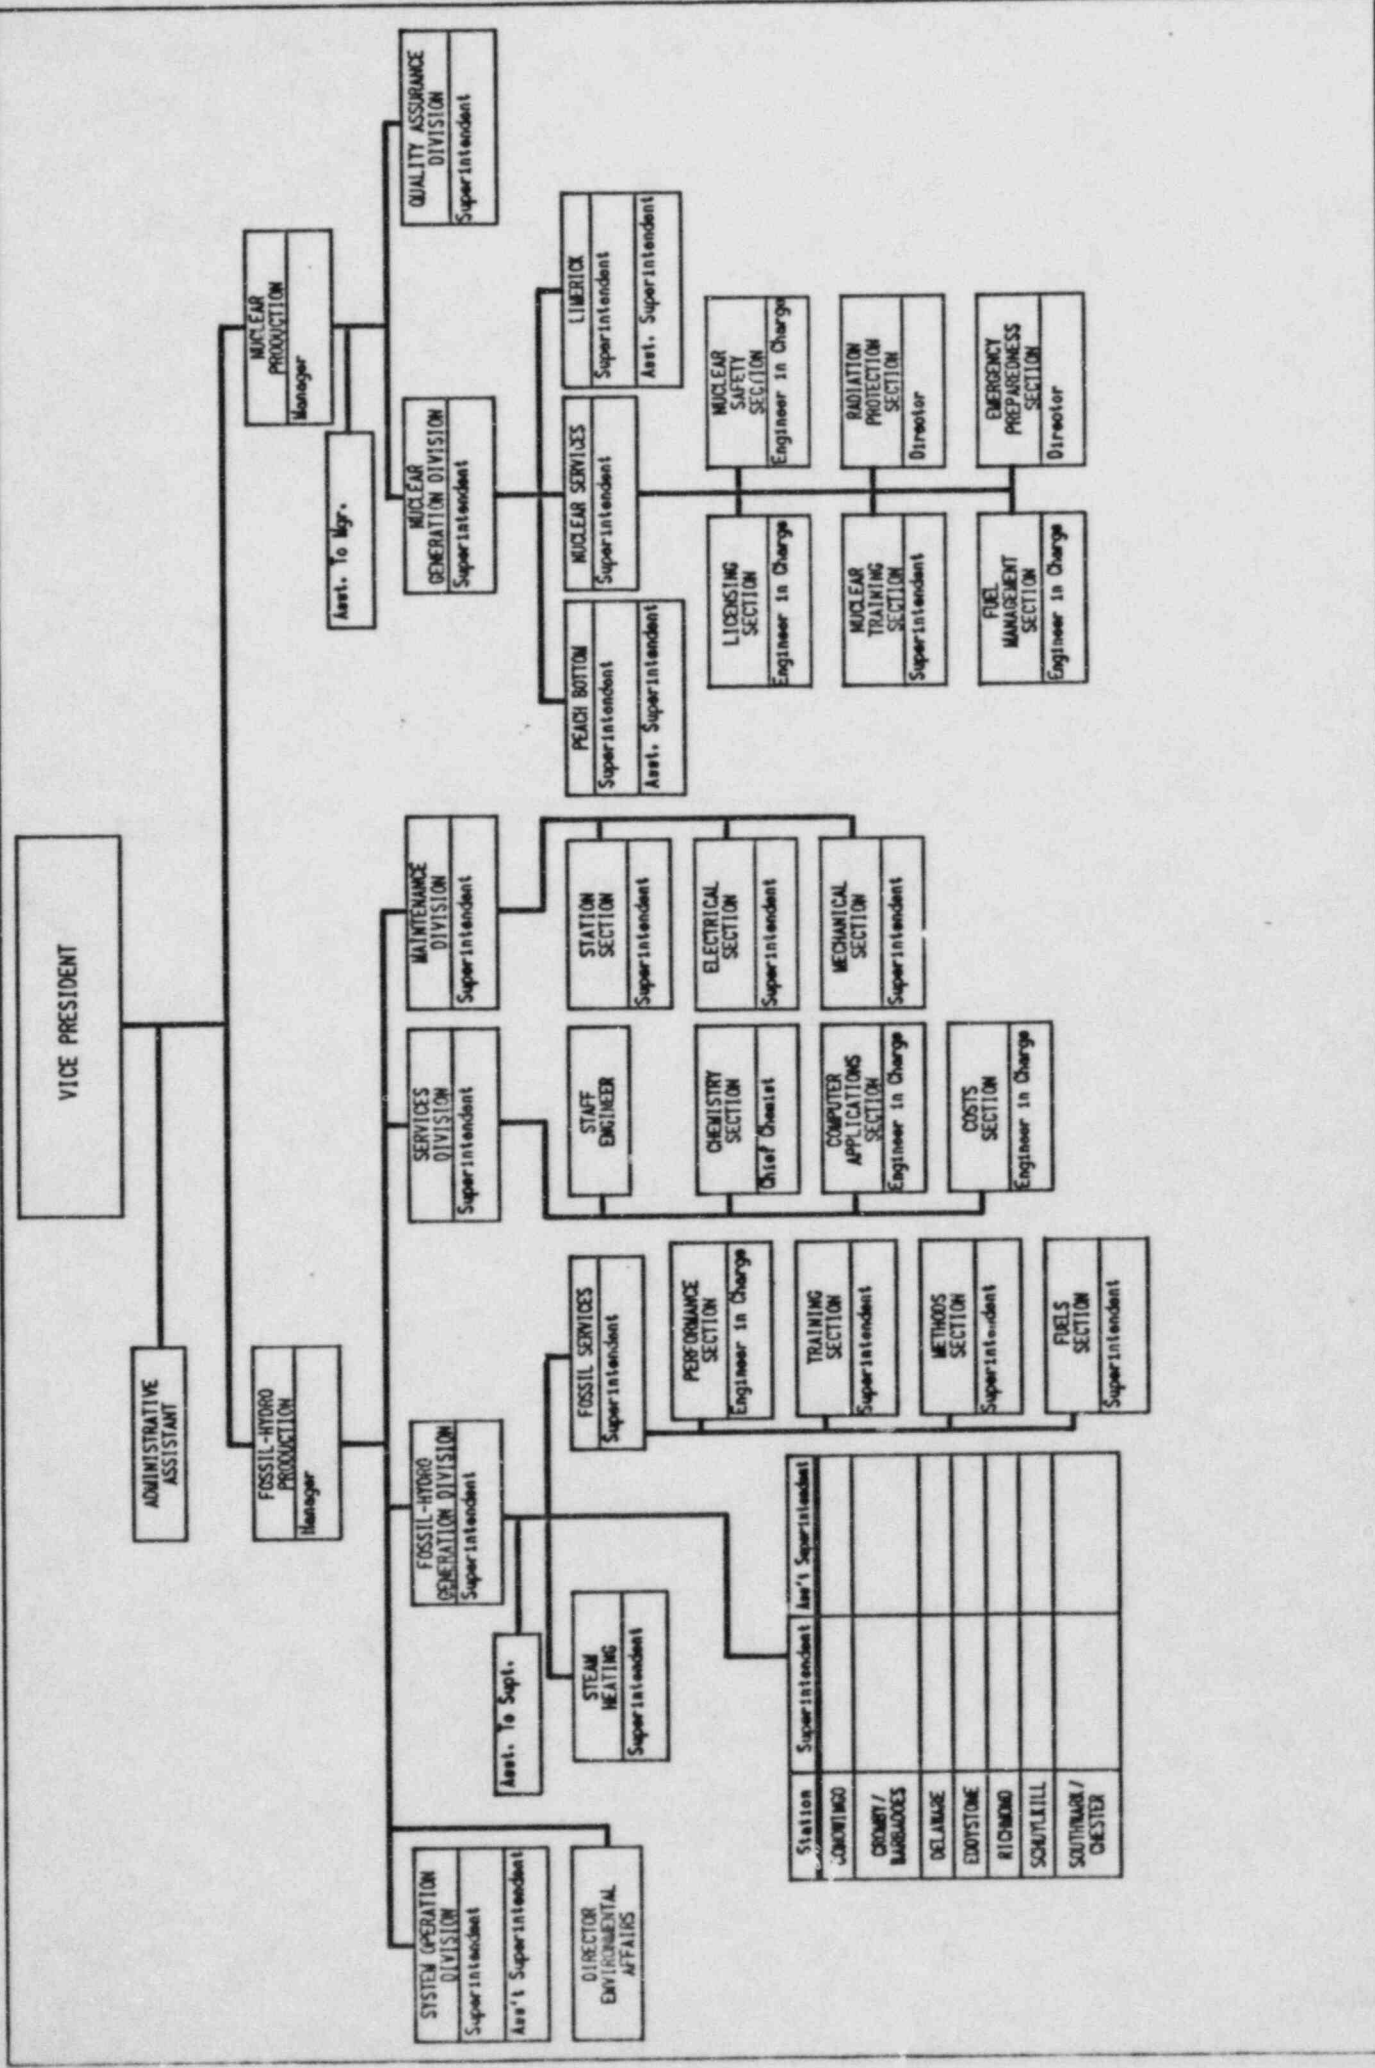 VICE PRESIDENT
ADMINISTRATIVE
ASSISTANT
FOSSIL-HYDRO
PRODUCTION
Manager
NUCLEAR
PRODUCTION
Manager
Asst. To Mgr.
SYSTEM OPERATION
DIVISION
Superintendent
Ass't Superintendent
DIRECTOR
ENVIRONMENTAL
AFFAIRS
FOSSIL-HYDRO
GENERATION DIVISION
Superintendent
Asst. To Supt.
STEAM
HEATING
Superintendent
FOSSIL SERVICES
Superintendent
PERFORMANCE
SECTION
Engineer in Charge
TRAINING
SECTION
Superintendent
METHODS
SECTION
Superintendent
FUELS
SECTION
Superintendent
Station Superintendent Ass't Superintendent
CONOWINGO
CROMBY/
BARBADOES
DELAWARE
EDDYSTONE
RICHMOND
SCHUYLKILL
SOUTHWARK/
CHESTER
SERVICES
DIVISION
Superintendent
STAFF
ENGINEER
CHEMISTRY
SECTION
Chief Chemist
COMPUTER
APPLICATIONS
SECTION
Engineer in Charge
COSTS
SECTION
Engineer in Charge
MAINTENANCE
DIVISION
Superintendent
STATION
SECTION
Superintendent
ELECTRICAL
SECTION
Superintendent
MECHANICAL
SECTION
Superintendent
NUCLEAR
GENERATION DIVISION
Superintendent
QUALITY ASSURANCE
DIVISION
Superintendent
PEACH BOTTOM
Superintendent
Asst. Superintendent
NUCLEAR SERVICES
Superintendent
LIMERICK
Superintendent
Asst. Superintendent
LICENSING
SECTION
Engineer in Charge
NUCLEAR
SAFETY
SECTION
Engineer in Charge
NUCLEAR
TRAINING
SECTION
Superintendent
RADIATION
PROTECTION
SECTION
Director
FUEL
MANAGEMENT
SECTION
Engineer in Charge
EMERGENCY
PREPAREDNESS
SECTION
Director